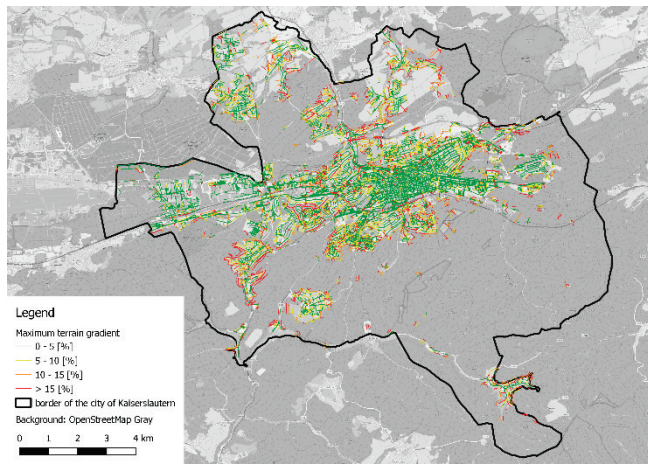 Legend
Maximum terrain gradient
0 - 5 [%]
5 - 10 [%]
10 - 15 [%]
> 15 [%]
border of the city of Kaiserslautern
Background: OpenStreetMap Gray
0 1 2 3 4 km